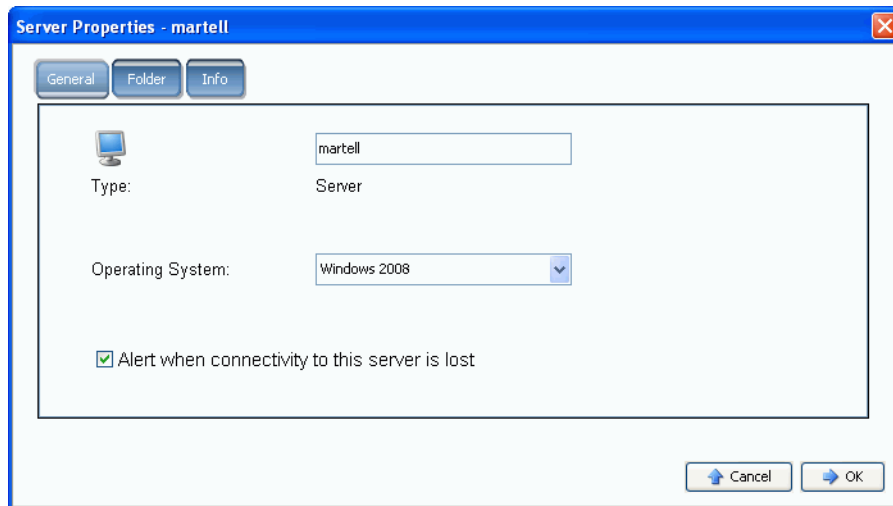 Server Properties - martell
General Folder Info
martell
Type: Server
Operating System: Windows 2008
Alert when connectivity to this server is lost
Cancel OK